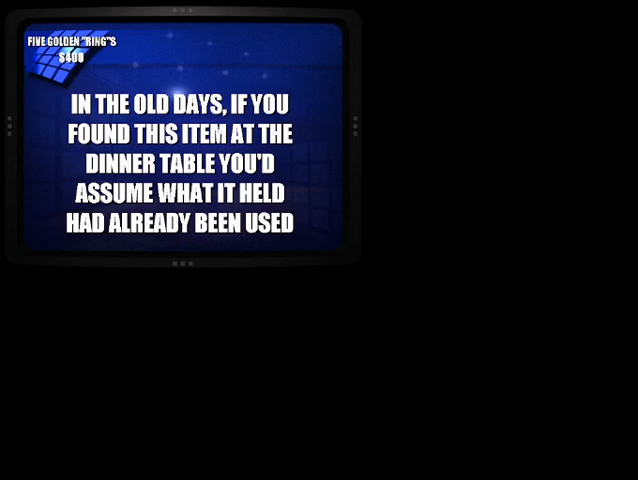 FIVE GOLDEN "RING"S
$400
IN THE OLD DAYS, IF YOU
FOUND THIS ITEM AT THE
DINNER TABLE YOU'D
ASSUME WHAT IT HELD
HAD ALREADY BEEN USED